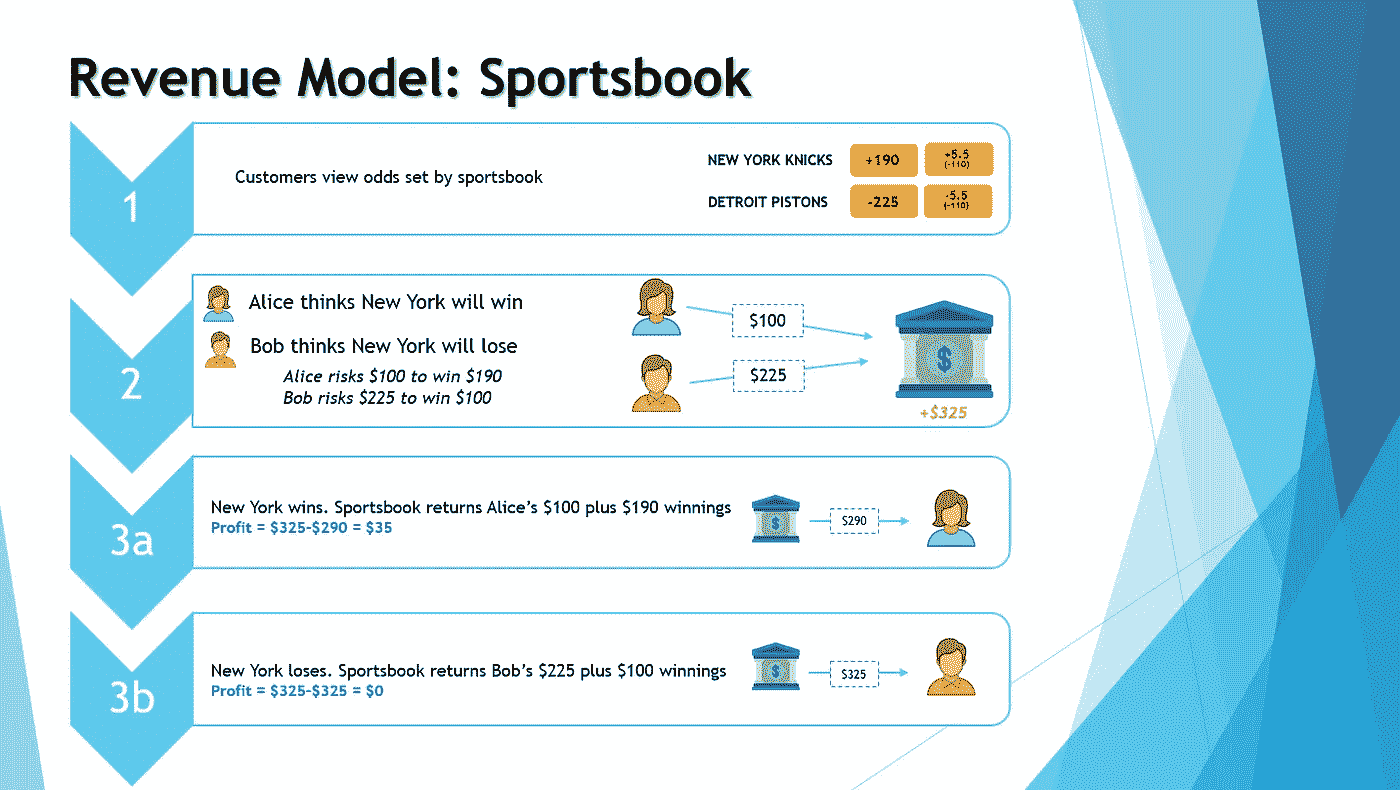 Revenue Model: Sportsbook
1
Customers view odds set by sportsbook
NEW YORK KNICKS
+190
+5.5
(-110)
DETROIT PISTONS
-225
-5.5
(-110)
2
Alice thinks New York will win
Bob thinks New York will lose
Alice risks $100 to win $190
Bob risks $225 to win $100
$100
$225
$
+$325
3a
New York wins. Sportsbook returns Alice’s $100 plus $190 winnings
Profit = $325-$290 = $35
$
$290
3b
New York loses. Sportsbook returns Bob’s $225 plus $100 winnings
Profit = $325-$325 = $0
$
$325